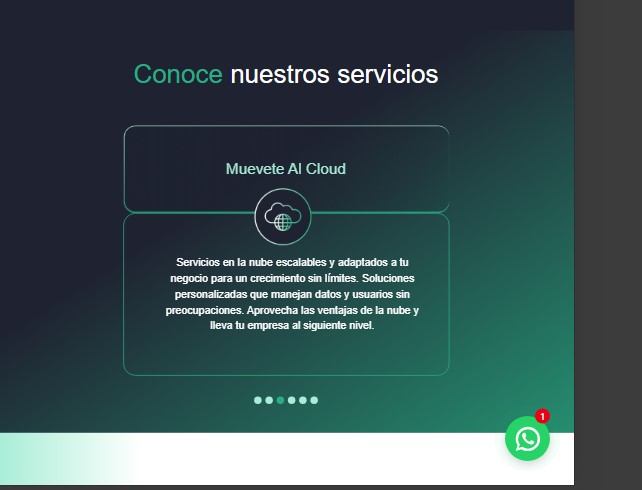 Conoce nuestros servicios
Muevete Al Cloud
Servicios en la nube escalables y adaptados a tu
negocio para un crecimiento sin límites. Soluciones
personalizadas que manejan datos y usuarios sin
preocupaciones. Aprovecha las ventajas de la nube y
lleva tu empresa al siguiente nivel.
1